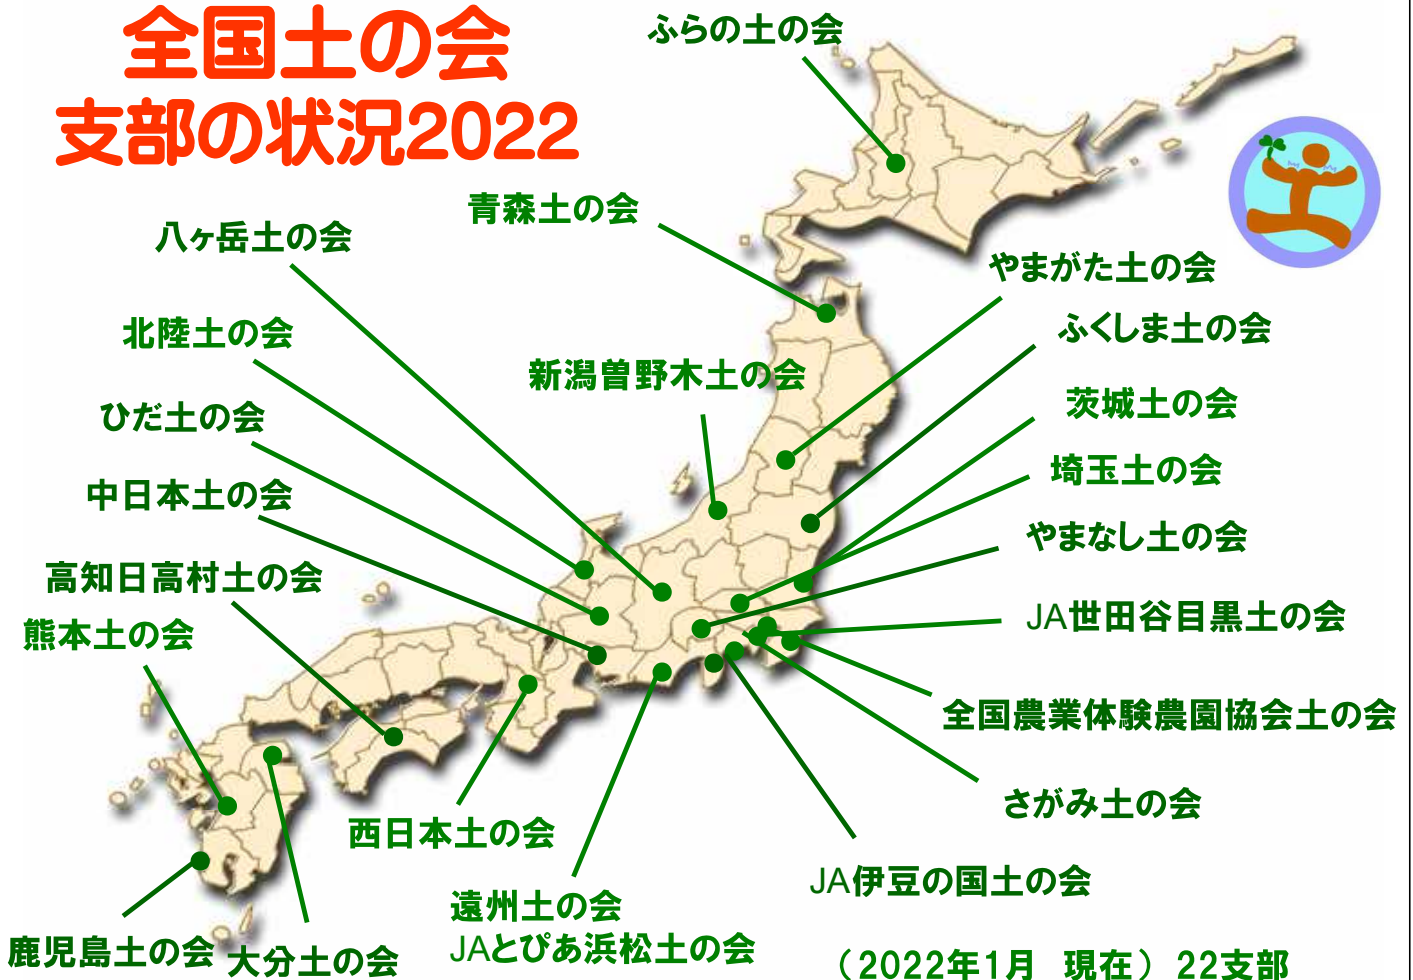 全国土の会
支部の状況2022
ふらの土の会
青森土の会
八ヶ岳土の会
やまがた土の会
北陸土の会
ふくしま土の会
新潟曽野木土の会
ひだ土の会
茨城土の会
埼玉土の会
中日本土の会
やまなし土の会
高知日高村土の会
JA世田谷目黒土の会
熊本土の会
全国農業体験農園協会土の会
さがみ土の会
西日本土の会
JA伊豆の国土の会
遠州土の会
JAとぴあ浜松土の会
鹿児島土の会
大分土の会
（2022年1月 現在）22支部